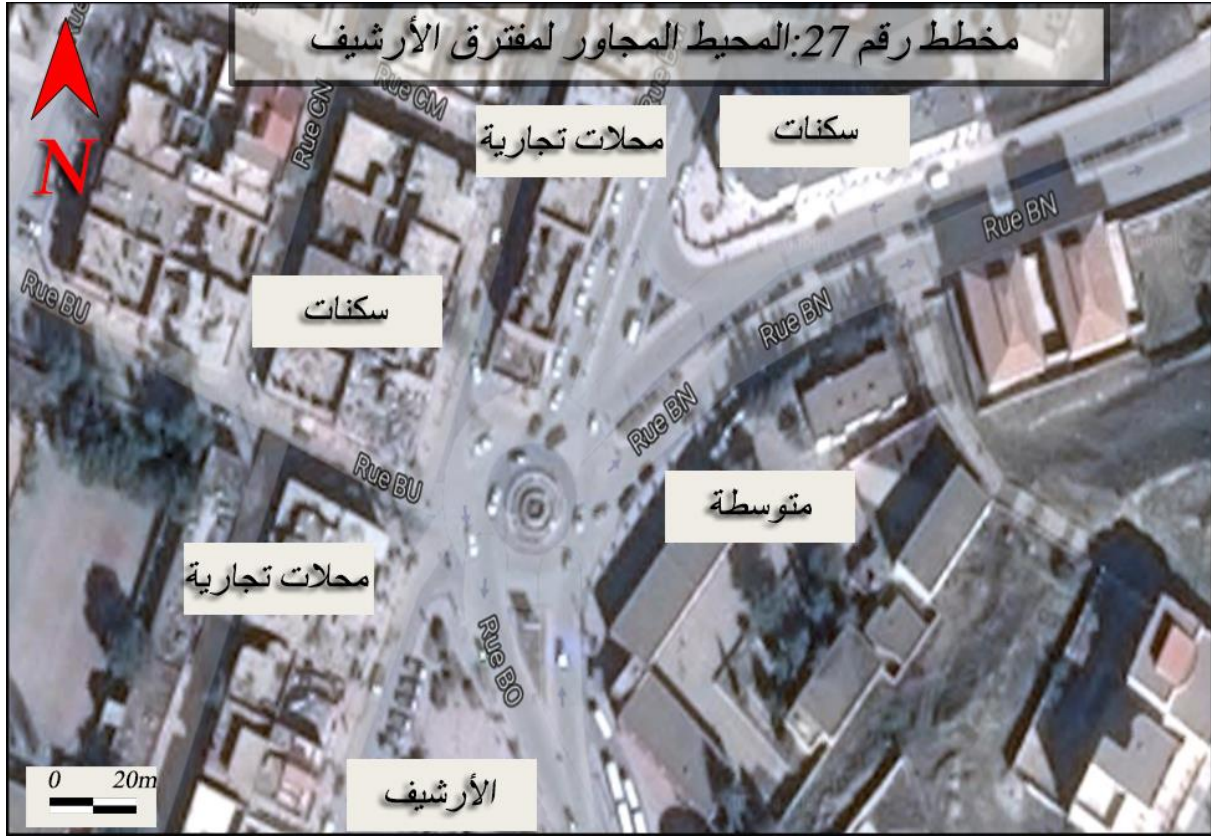 مخطط رقم 27:المحيط المجاور لمفترق الأرشيف
N
Rue CN
Rue CM
محلات تجارية
سكنات
Rue BN
Rue BU
سكنات
Rue BN
Rue BN
Rue BU
متوسطة
محلات تجارية
Rue BO
0 20m
الأرشيف